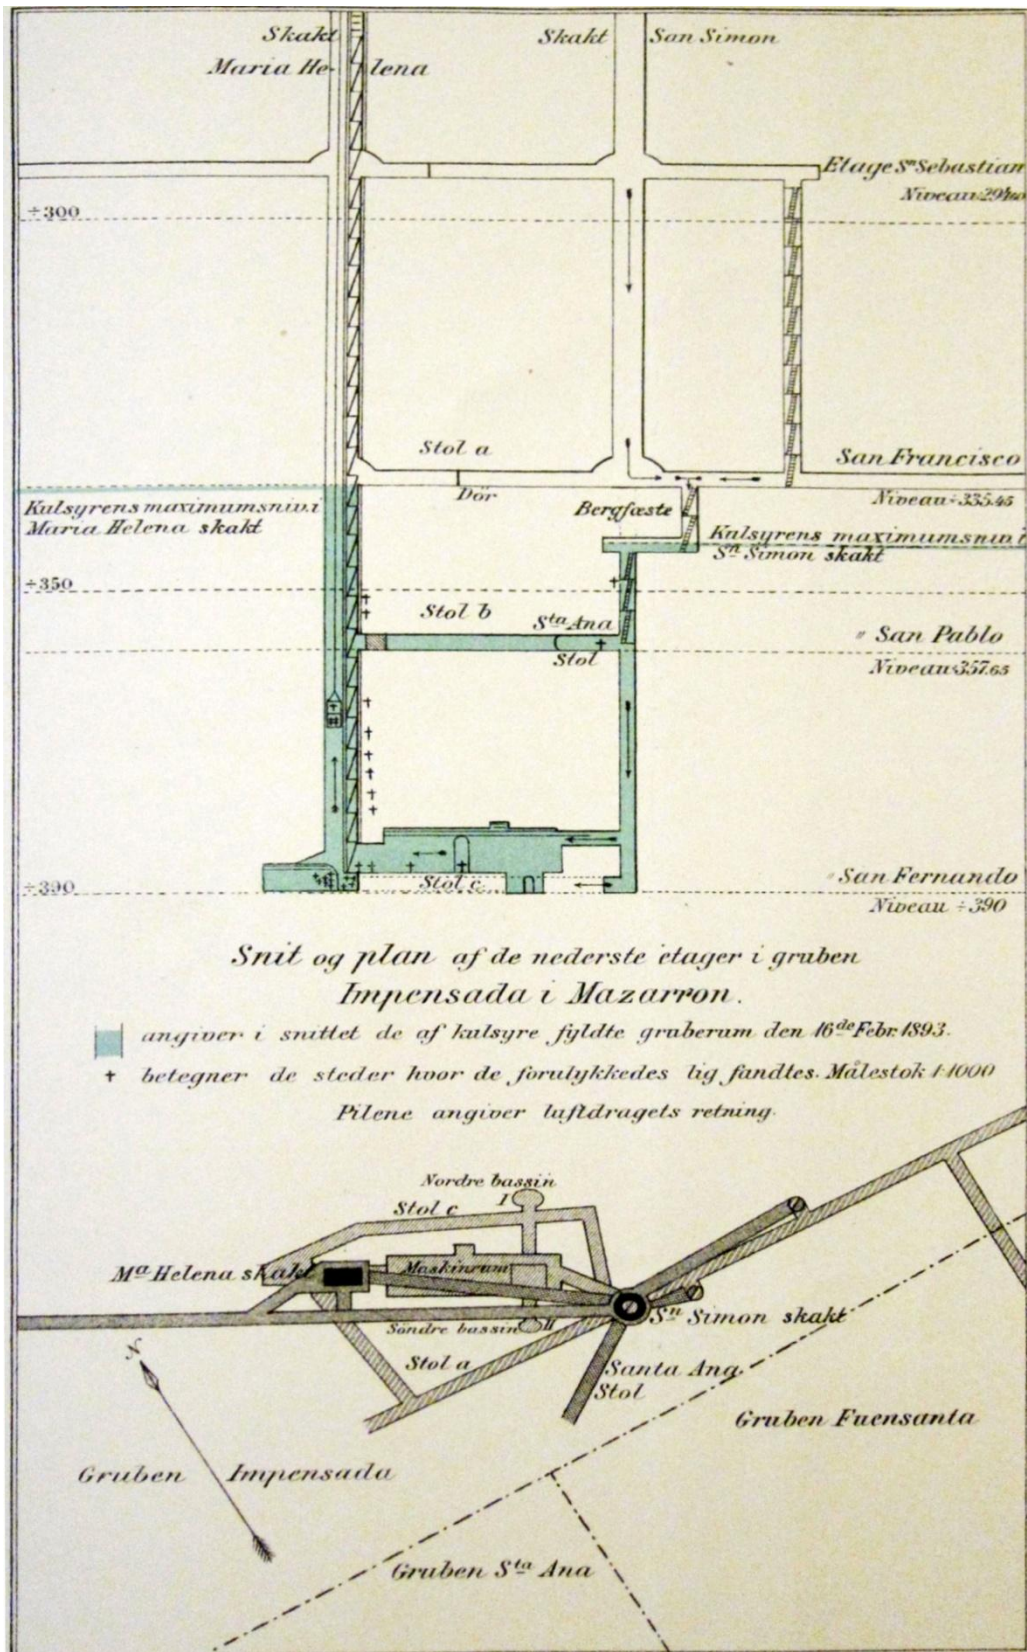 Skakt
Maria Helena
Skakt San Simon
Etage Sⁿ Sebastian
Niveau ÷
÷300
Stol a
Dör
San Francisco
Niveau ÷ 335.45
Kulsyrens maximumsniv. i
Maria Helena skakt
Bergfæste
Kulsyrens maximumsniv. i
Sⁿ Simon skakt
÷350
Stol b
Sᵗᵃ Ana
Stol
" San Pablo
Niveau ÷ 357.65
÷390
Stol c
San Fernando
Niveau ÷ 390
Snit og plan af de nederste etager i gruben
Impensada i Mazarron.
angiver i snittet de af kulsyre fyldte gruberum den 16de Febr. 1893.
✝ betegner de steder hvor de forulykkedes lig fandtes. Målestok 1:1000
Pilene angiver luftdragets retning.
Nordre bassin
I
Stol c
Mᵃ Helena skakt
Maskinrum
Sⁿ Simon skakt
Söndre bassin II
Stol a
Santa Ana
Stol
N
Gruben Fuensanta
Gruben Impensada
Gruben Sᵗᵃ Ana